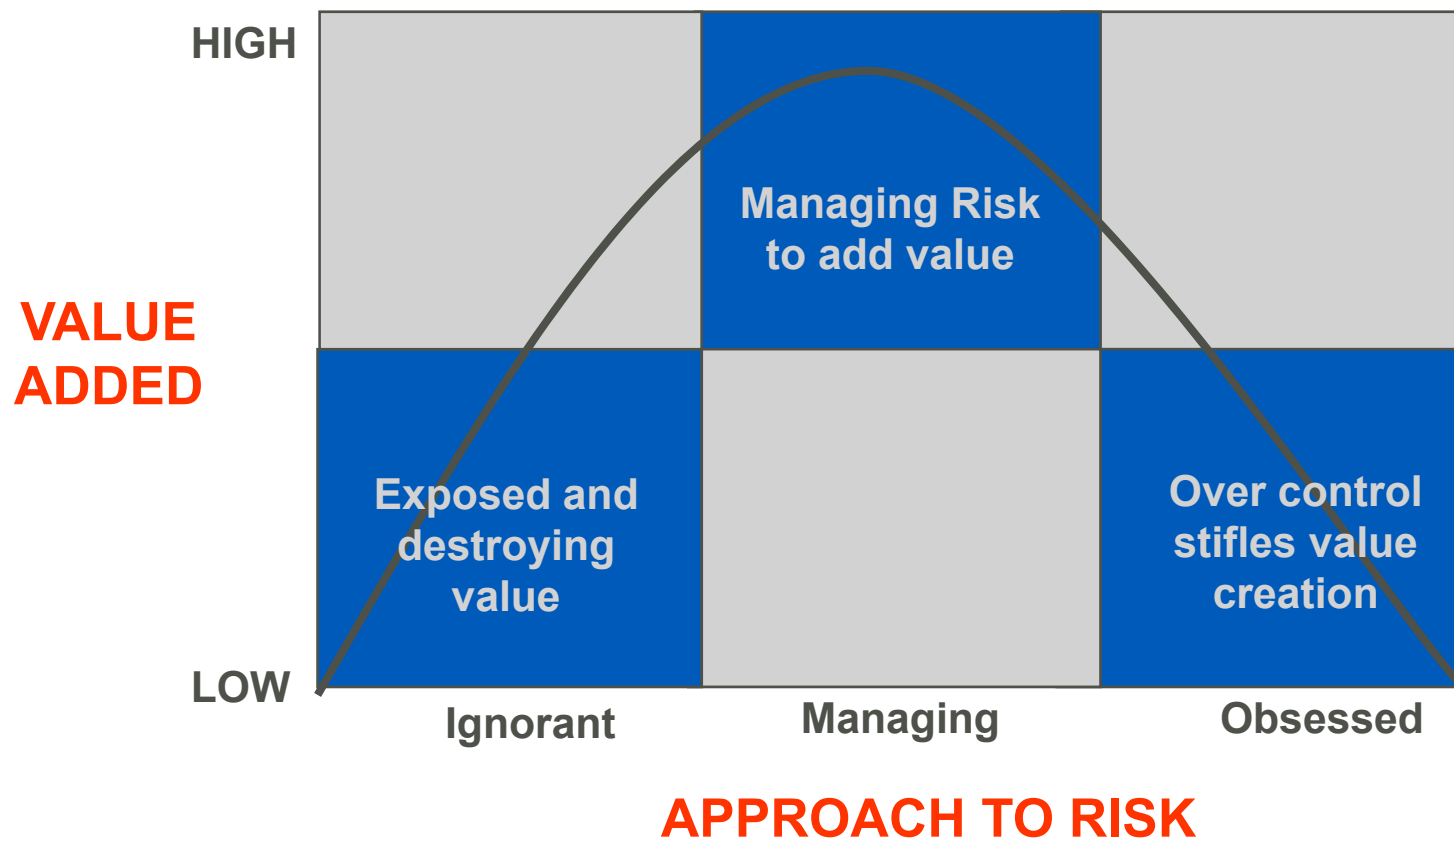 HIGH
Managing Risk
to add value
VALUE
ADDED
Exposed and
destroying
value
Over control
stifles value
creation
LOW
Ignorant
Managing
Obsessed
APPROACH TO RISK